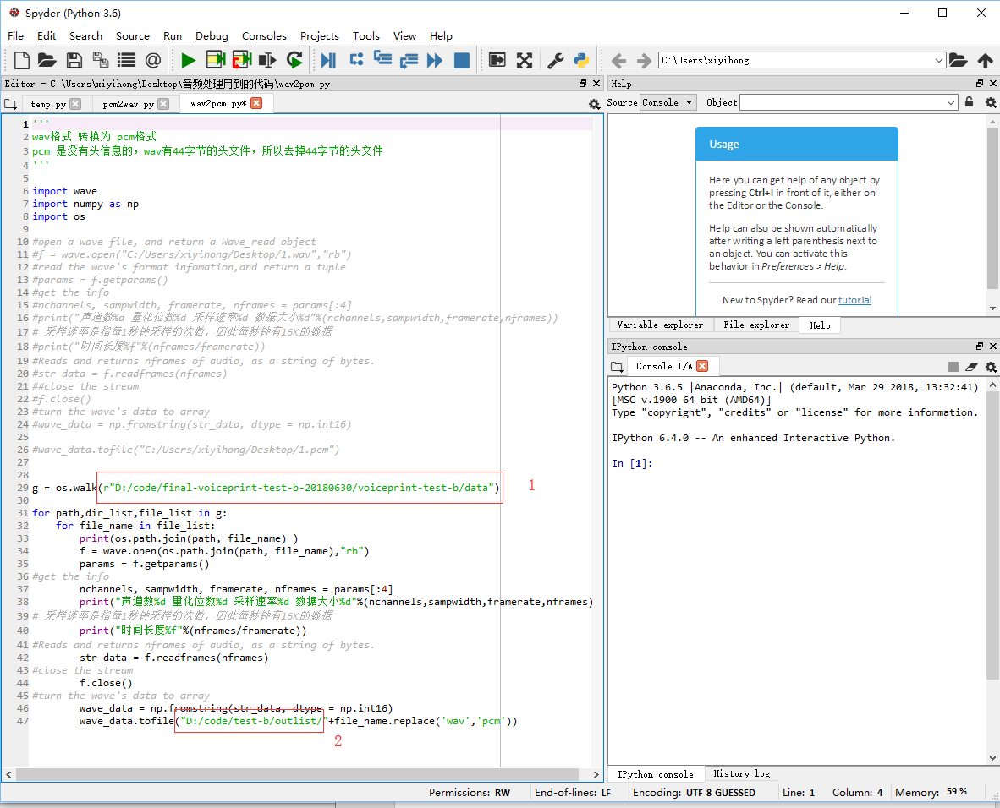 Spyder (Python 3.6)
File Edit Search Source Run Debug Consoles Projects Tools View Help
C:\Users\xiyihong
Editor - C:\Users\xiyihong\Desktop\音频处理用到的代码\wav2pcm.py
temp.py pcm2wav.py wav2pcm.py*
1 '''
2 wav格式 转换为 pcm格式
3 pcm 是没有头信息的，wav有44字节的头文件，所以去掉44字节的头文件
4 '''
5
6 import wave
7 import numpy as np
8 import os
9
10 #open a wave file, and return a Wave_read object
11 #f = wave.open("C:/Users/xiyihong/Desktop/1.wav","rb")
12 #read the wave's format infomation,and return a tuple
13 #params = f.getparams()
14 #get the info
15 #nchannels, sampwidth, framerate, nframes = params[:4]
16 #print("声道数%d 量化位数%d 采样速率%d 数据大小%d"%(nchannels,sampwidth,framerate,nframes))
17 # 采样速率是指每1秒钟采样的次数，因此每秒钟有16K的数据
18 #print("时间长度%f"%(nframes/framerate))
19 #Reads and returns nframes of audio, as a string of bytes.
20 #str_data = f.readframes(nframes)
21 ##close the stream
22 #f.close()
23 #turn the wave's data to array
24 #wave_data = np.fromstring(str_data, dtype = np.int16)
25
26 #wave_data.tofile("C:/Users/xiyihong/Desktop/1.pcm")
27
28
29 g = os.walk(r"D:/code/final-voiceprint-test-b-20180630/voiceprint-test-b/data")
1
30
31 for path,dir_list,file_list in g:
32 for file_name in file_list:
33 print(os.path.join(path, file_name) )
34 f = wave.open(os.path.join(path, file_name),"rb")
35 params = f.getparams()
36 #get the info
37 nchannels, sampwidth, framerate, nframes = params[:4]
38 print("声道数%d 量化位数%d 采样速率%d 数据大小%d"%(nchannels,sampwidth,framerate,nframes)
39 # 采样速率是指每1秒钟采样的次数，因此每秒钟有16K的数据
40 print("时间长度%f"%(nframes/framerate))
41 #Reads and returns nframes of audio, as a string of bytes.
42 str_data = f.readframes(nframes)
43 #close the stream
44 f.close()
45 #turn the wave's data to array
46 wave_data = np.fromstring(str_data, dtype = np.int16)
47 wave_data.tofile("D:/code/test-b/outlist/"+file_name.replace('wav','pcm'))
2
Help
Source Console Object
Usage
Here you can get help of any object by
pressing Ctrl+I in front of it, either on
the Editor or the Console.
Help can also be shown automatically
after writing a left parenthesis next to
an object. You can activate this
behavior in Preferences > Help.
New to Spyder? Read our tutorial
Variable explorer File explorer Help
IPython console
Console 1/A
Python 3.6.5 |Anaconda, Inc.| (default, Mar 29 2018, 13:32:41)
[MSC v.1900 64 bit (AMD64)]
Type "copyright", "credits" or "license" for more information.
IPython 6.4.0 -- An enhanced Interactive Python.
In [1]:
IPython console History log
Permissions: RW End-of-lines: LF Encoding: UTF-8-GUESSED Line: 1 Column: 4 Memory: 59 %